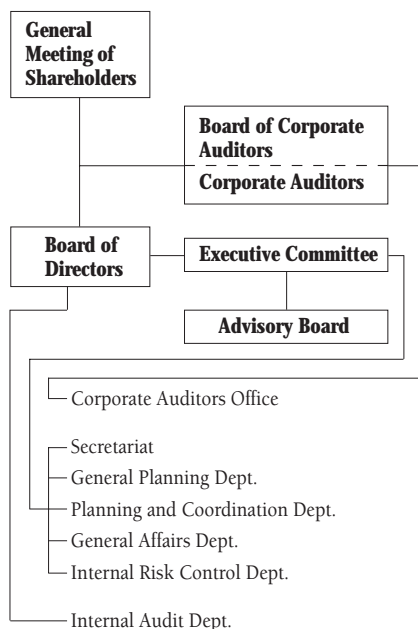 General
Meeting of
Shareholders
Board of Corporate
Auditors
Corporate Auditors
Board of
Directors
Executive Committee
Advisory Board
Corporate Auditors Office
Secretariat
General Planning Dept.
Planning and Coordination Dept.
General Affairs Dept.
Internal Risk Control Dept.
Internal Audit Dept.